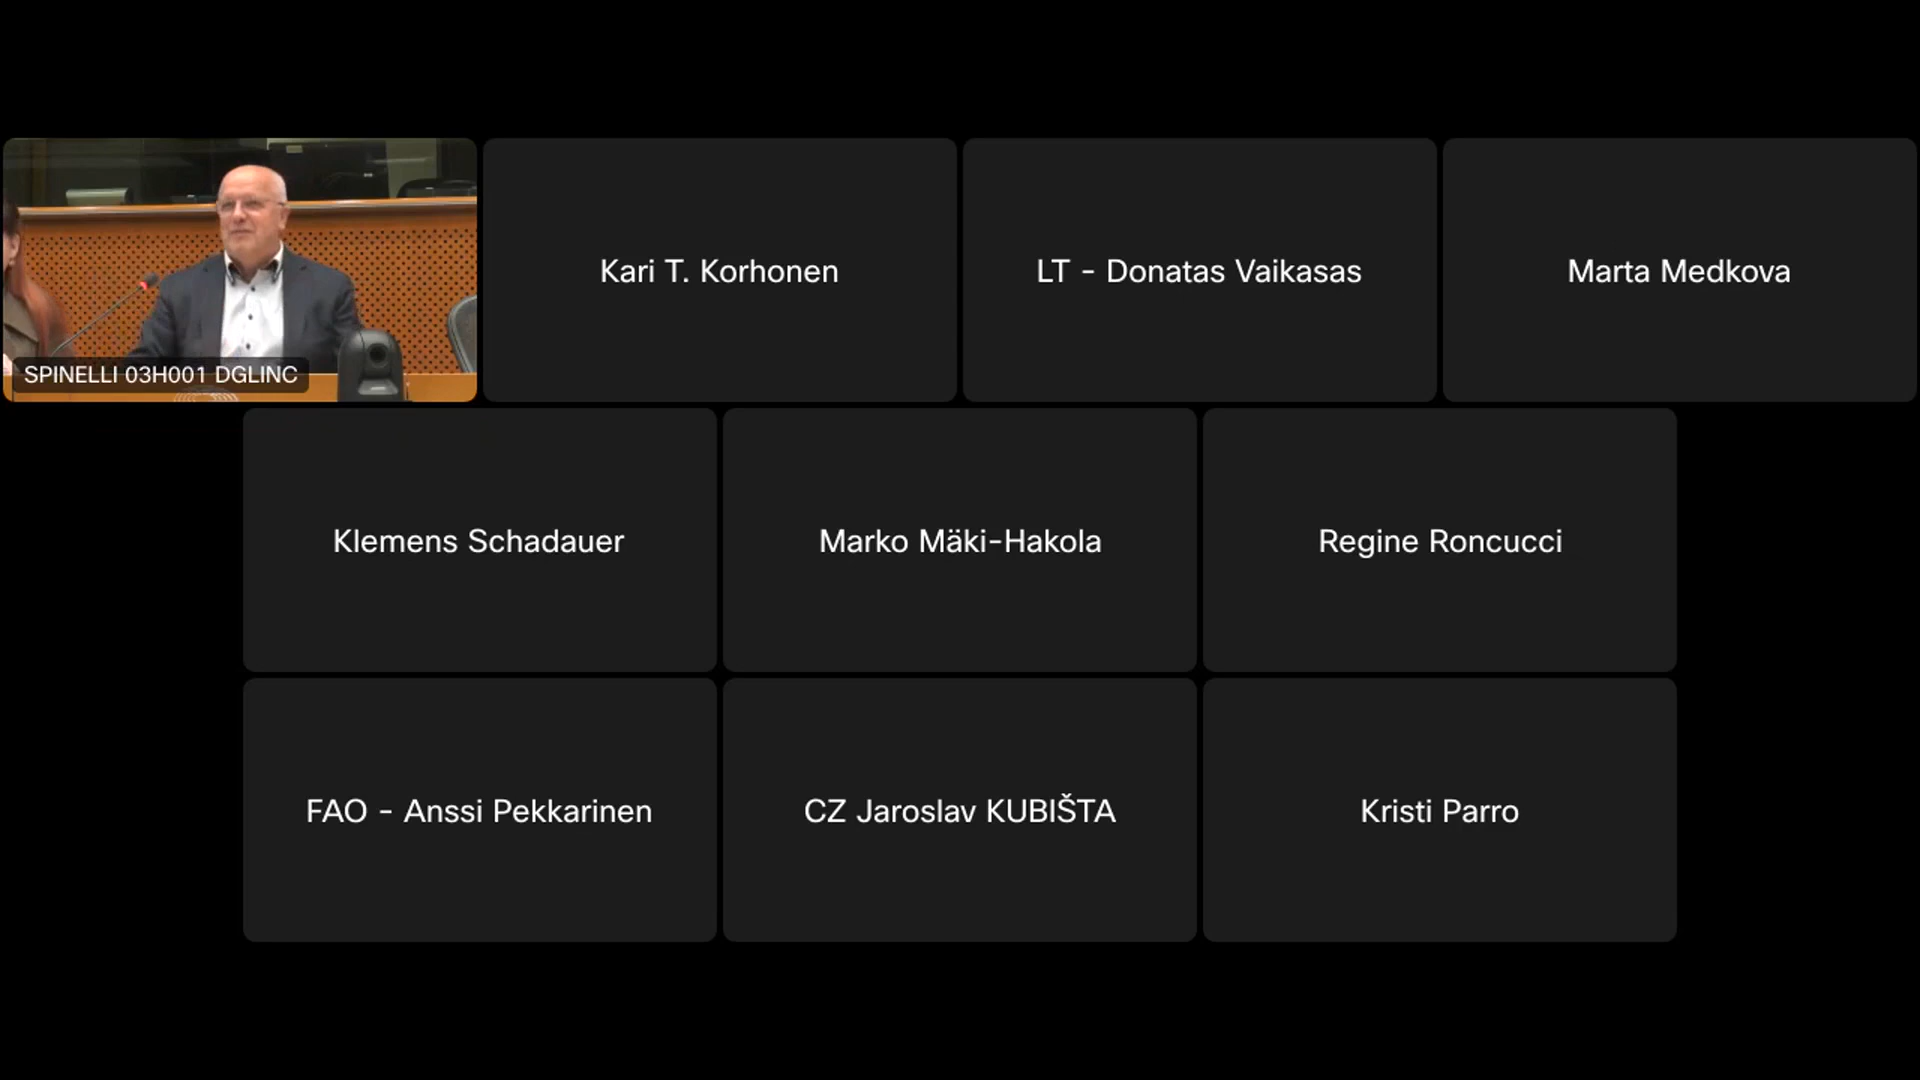 SPINELLI 03H001 DGLINC
Kari T. Korhonen
LT - Donatas Vaikasas
Marta Medkova
Klemens Schadauer
Marko Mäki-Hakola
Regine Roncucci
FAO - Anssi Pekkarinen
CZ Jaroslav KUBIŠTA
Kristi Parro